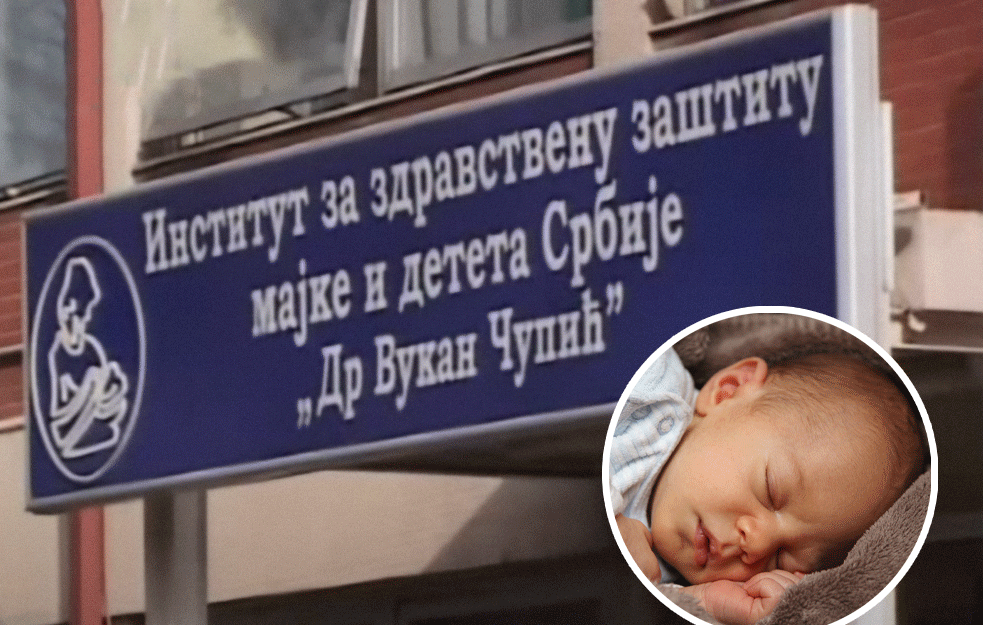 Институт за здравствену заштиту
мајке и детета Србије
„Др Вукан Чупић”